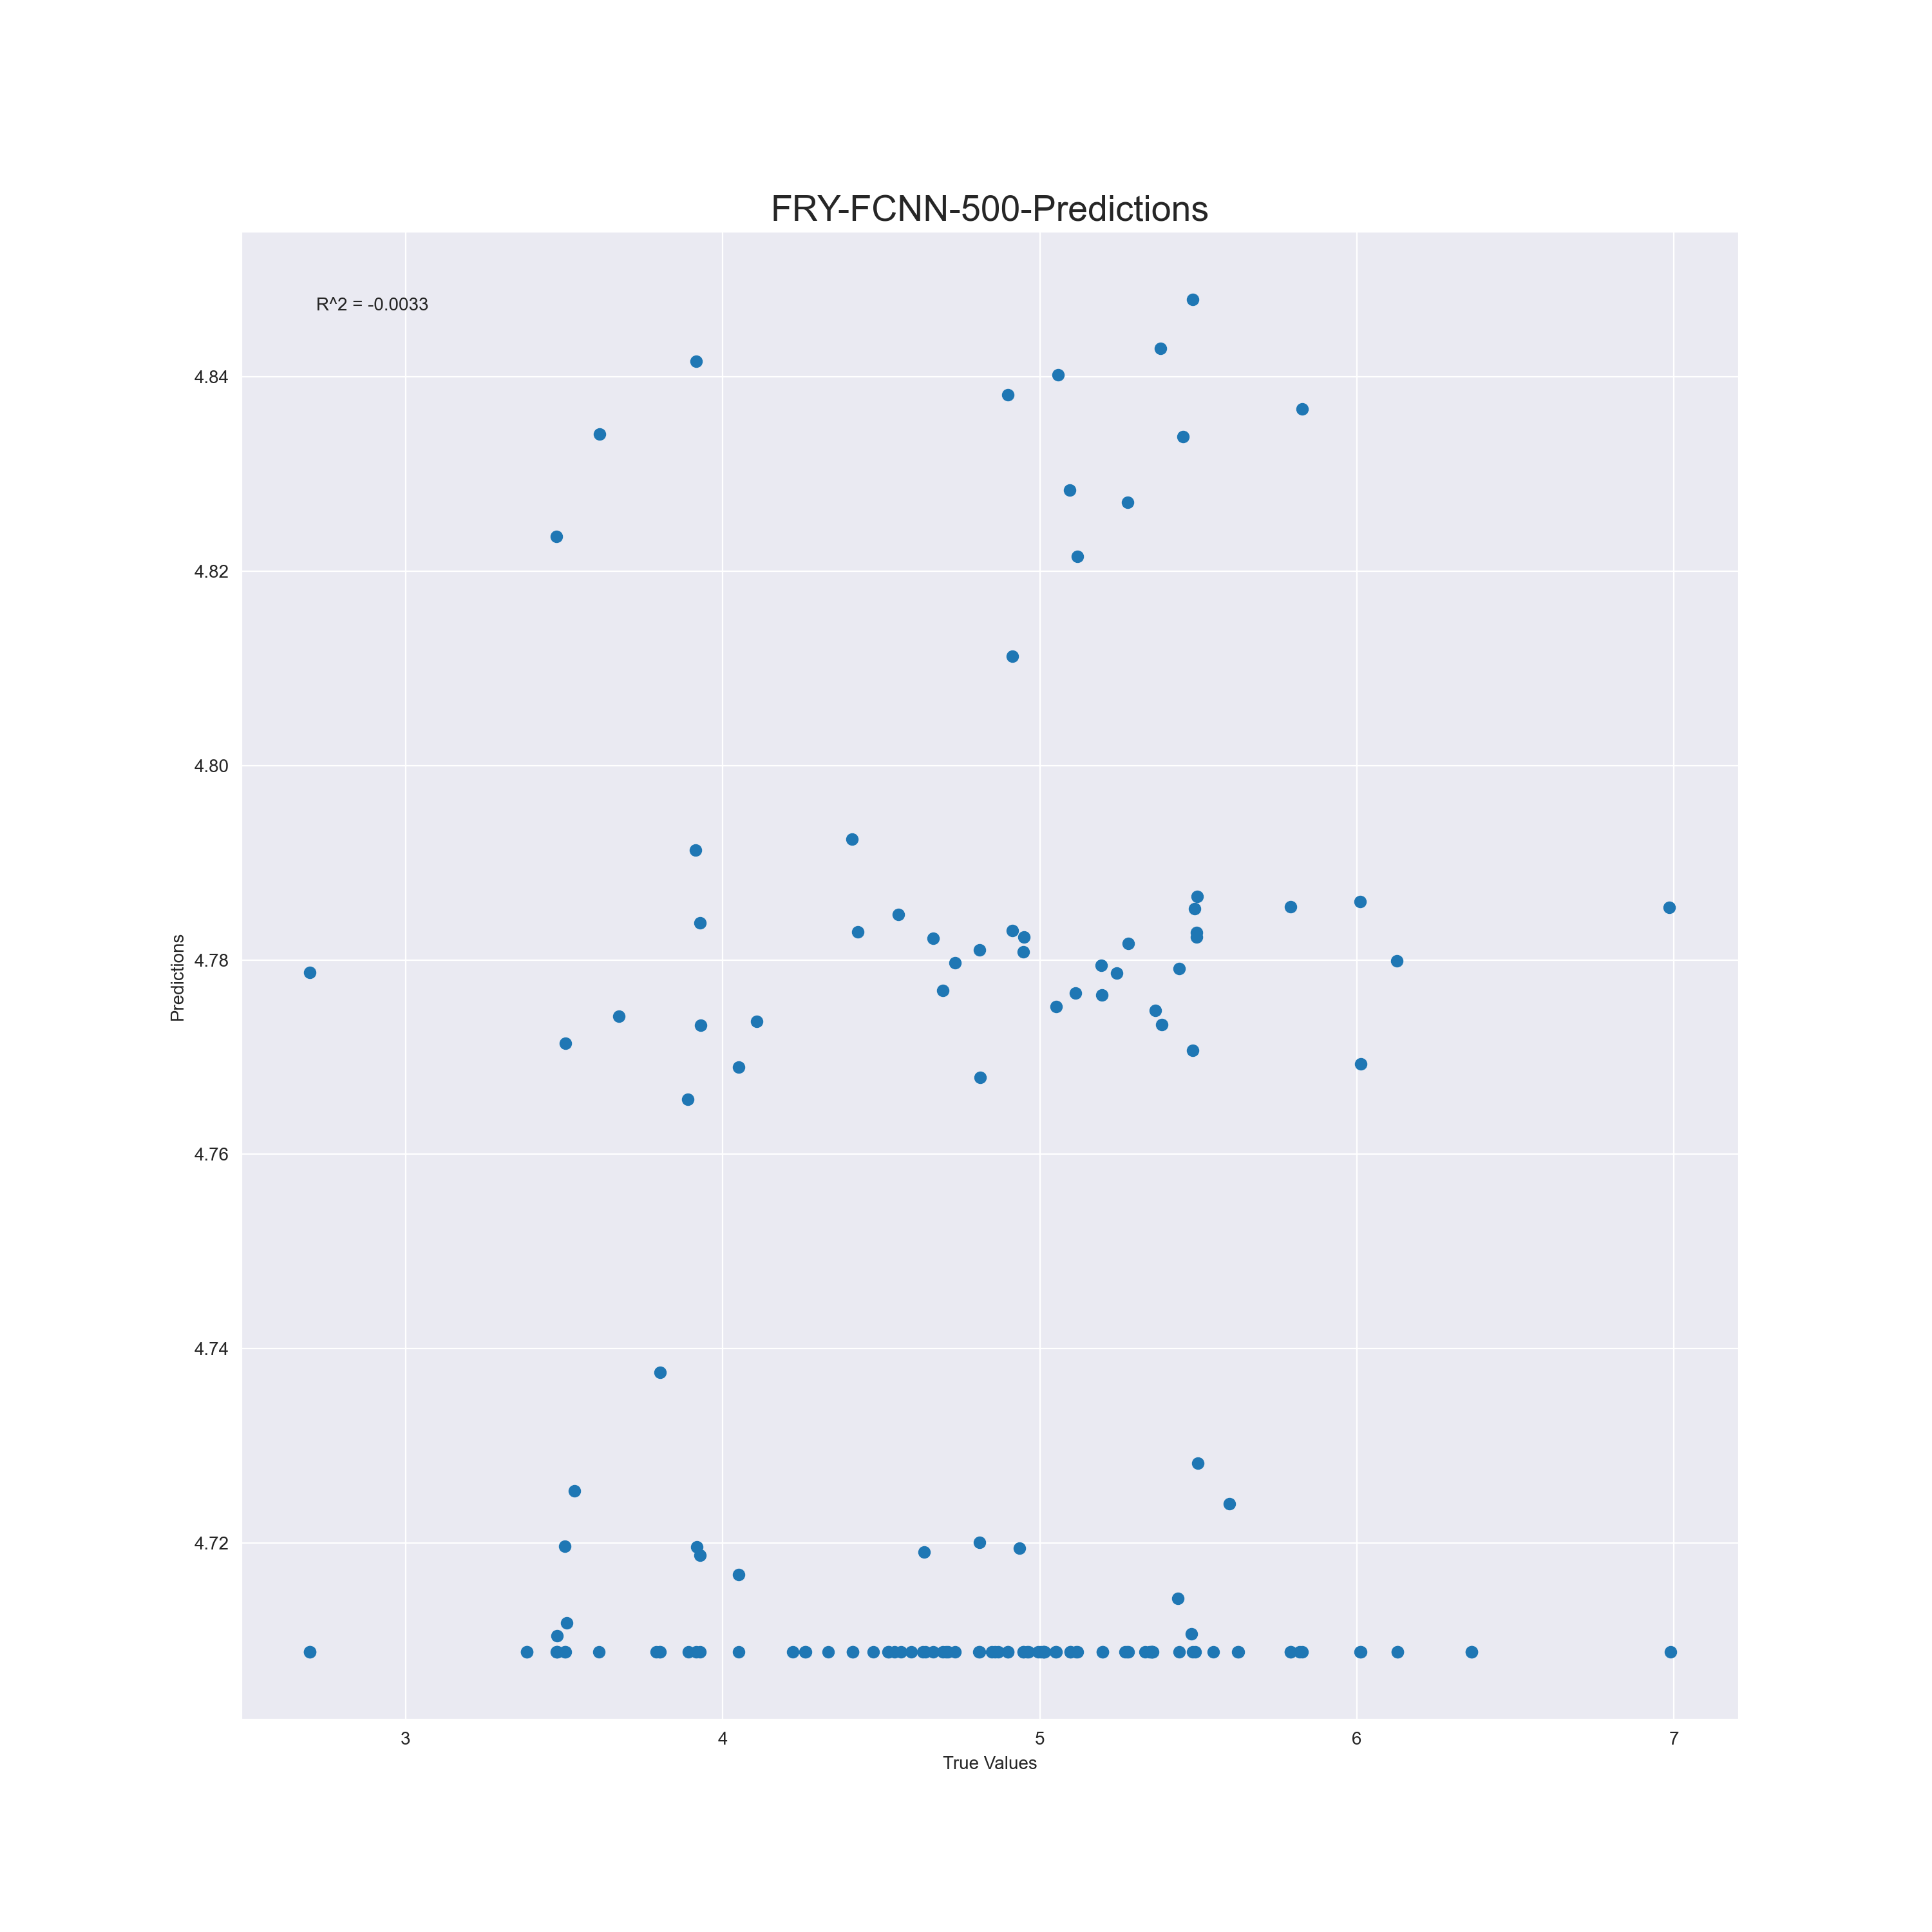 FRY-FCNN-500-Predictions
R^2 = -0.0033
4.84
4.82
4.80
4.78
4.76
4.74
4.72
Predictions
3 4 5 6 7
True Values